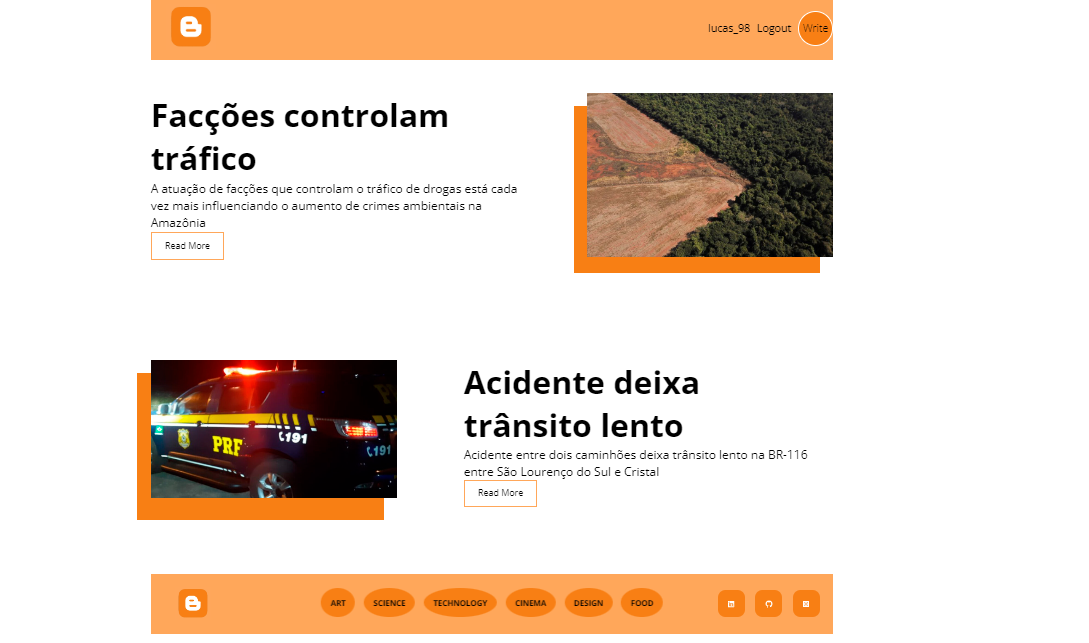 lucas_98 Logout Write
Facções controlam
tráfico
A atuação de facções que controlam o tráfico de drogas está cada
vez mais influenciando o aumento de crimes ambientais na
Amazônia
Read More
PRF
191
191
Acidente deixa
trânsito lento
Acidente entre dois caminhões deixa trânsito lento na BR-116
entre São Lourenço do Sul e Cristal
Read More
ART SCIENCE TECHNOLOGY CINEMA DESIGN FOOD